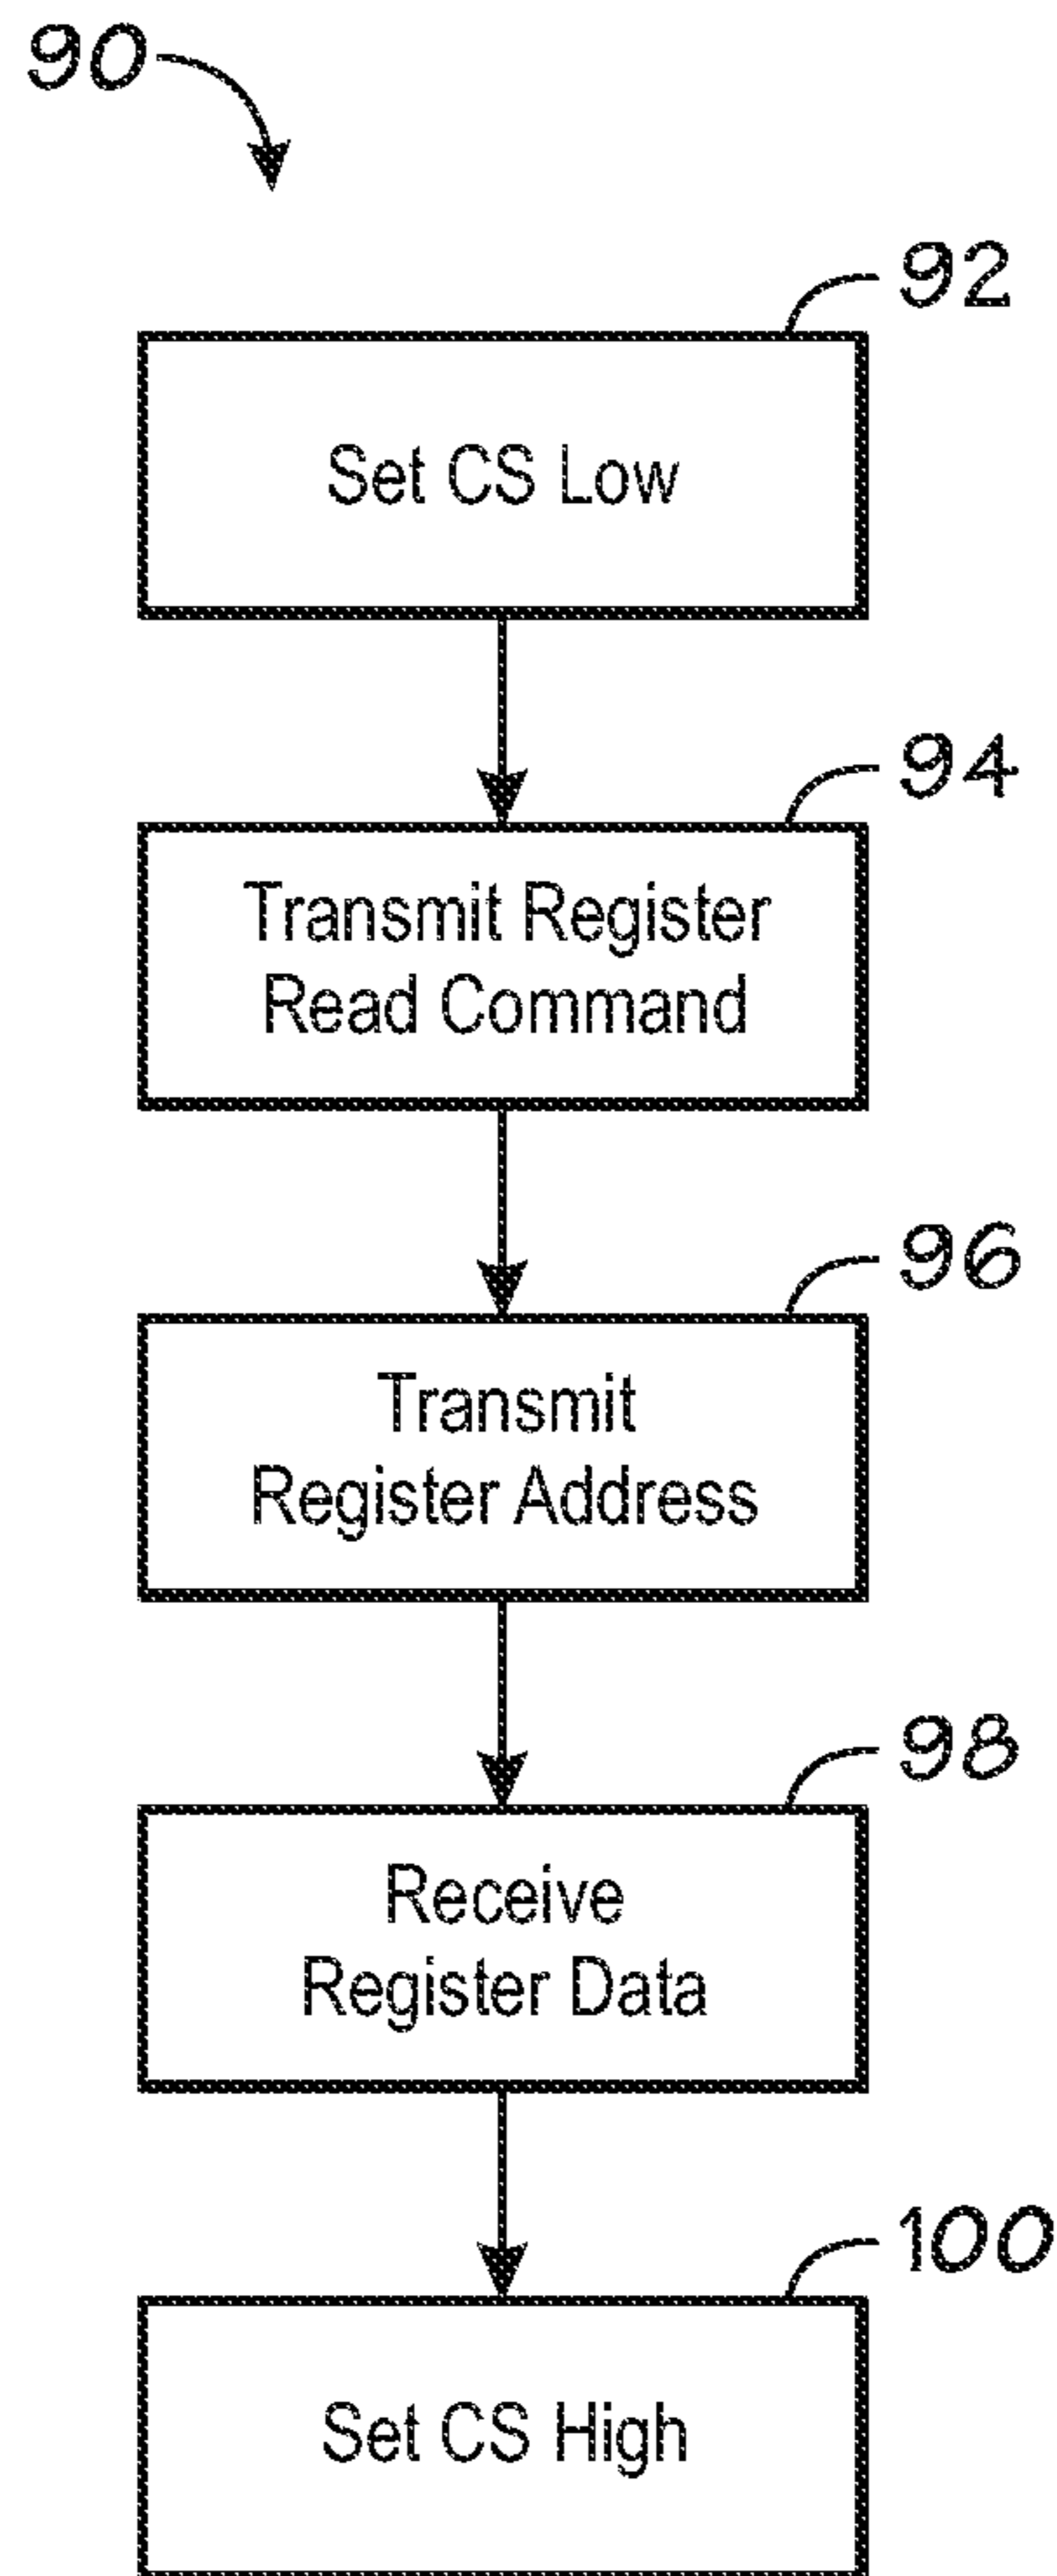 90
92
Set CS Low
94
Transmit Register
Read Command
96
Transmit
Register Address
98
Receive
Register Data
100
Set CS High